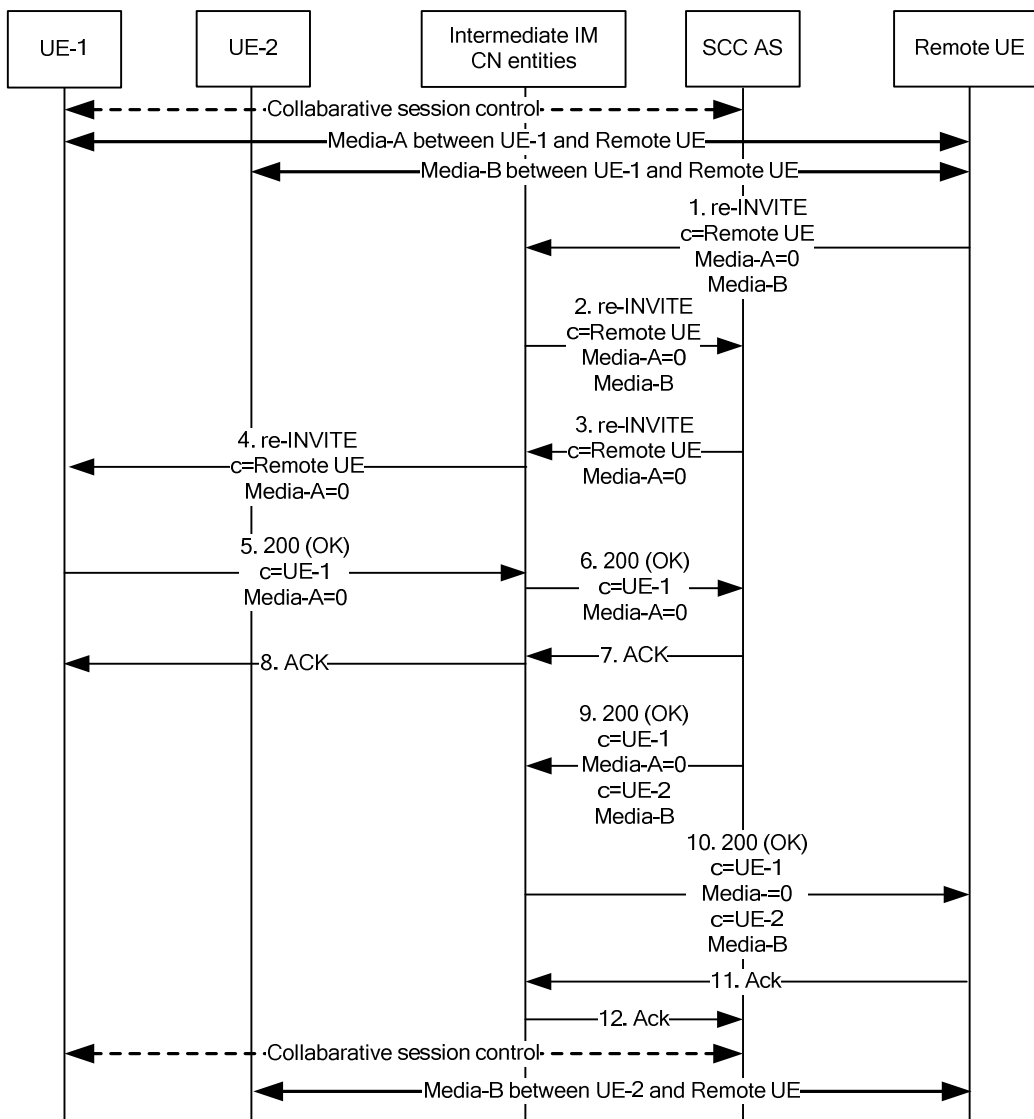 UE-1
UE-2
Intermediate IM
CN entities
SCC AS
Remote UE
Collabarative session control
Media-A between UE-1 and Remote UE
Media-B between UE-1 and Remote UE
1. re-INVITE
c=Remote UE
Media-A=0
Media-B
2. re-INVITE
c=Remote UE
Media-A=0
Media-B
3. re-INVITE
c=Remote UE
Media-A=0
4. re-INVITE
c=Remote UE
Media-A=0
5. 200 (OK)
c=UE-1
Media-A=0
6. 200 (OK)
c=UE-1
Media-A=0
7. ACK
8. ACK
9. 200 (OK)
c=UE-1
Media-A=0
c=UE-2
Media-B
10. 200 (OK)
c=UE-1
Media-=0
c=UE-2
Media-B
11. Ack
12. Ack
Collabarative session control
Media-B between UE-2 and Remote UE